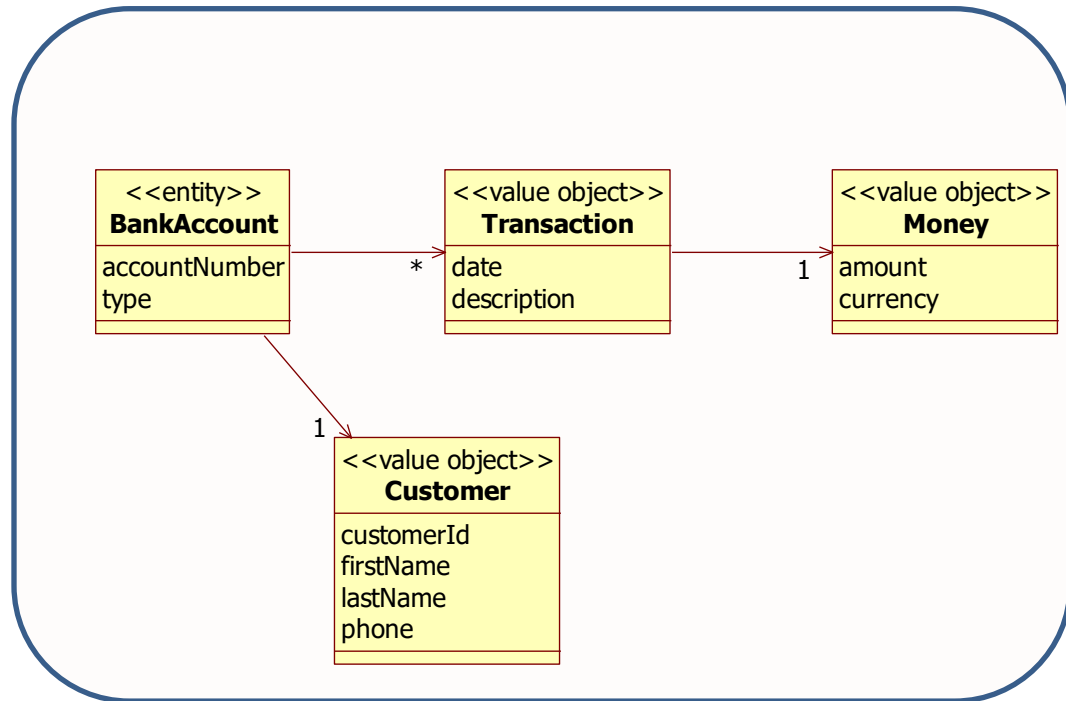 <<entity>>
BankAccount
accountNumber
type
*
<<value object>>
Transaction
date
description
1
<<value object>>
Money
amount
currency
1
<<value object>>
Customer
customerId
firstName
lastName
phone